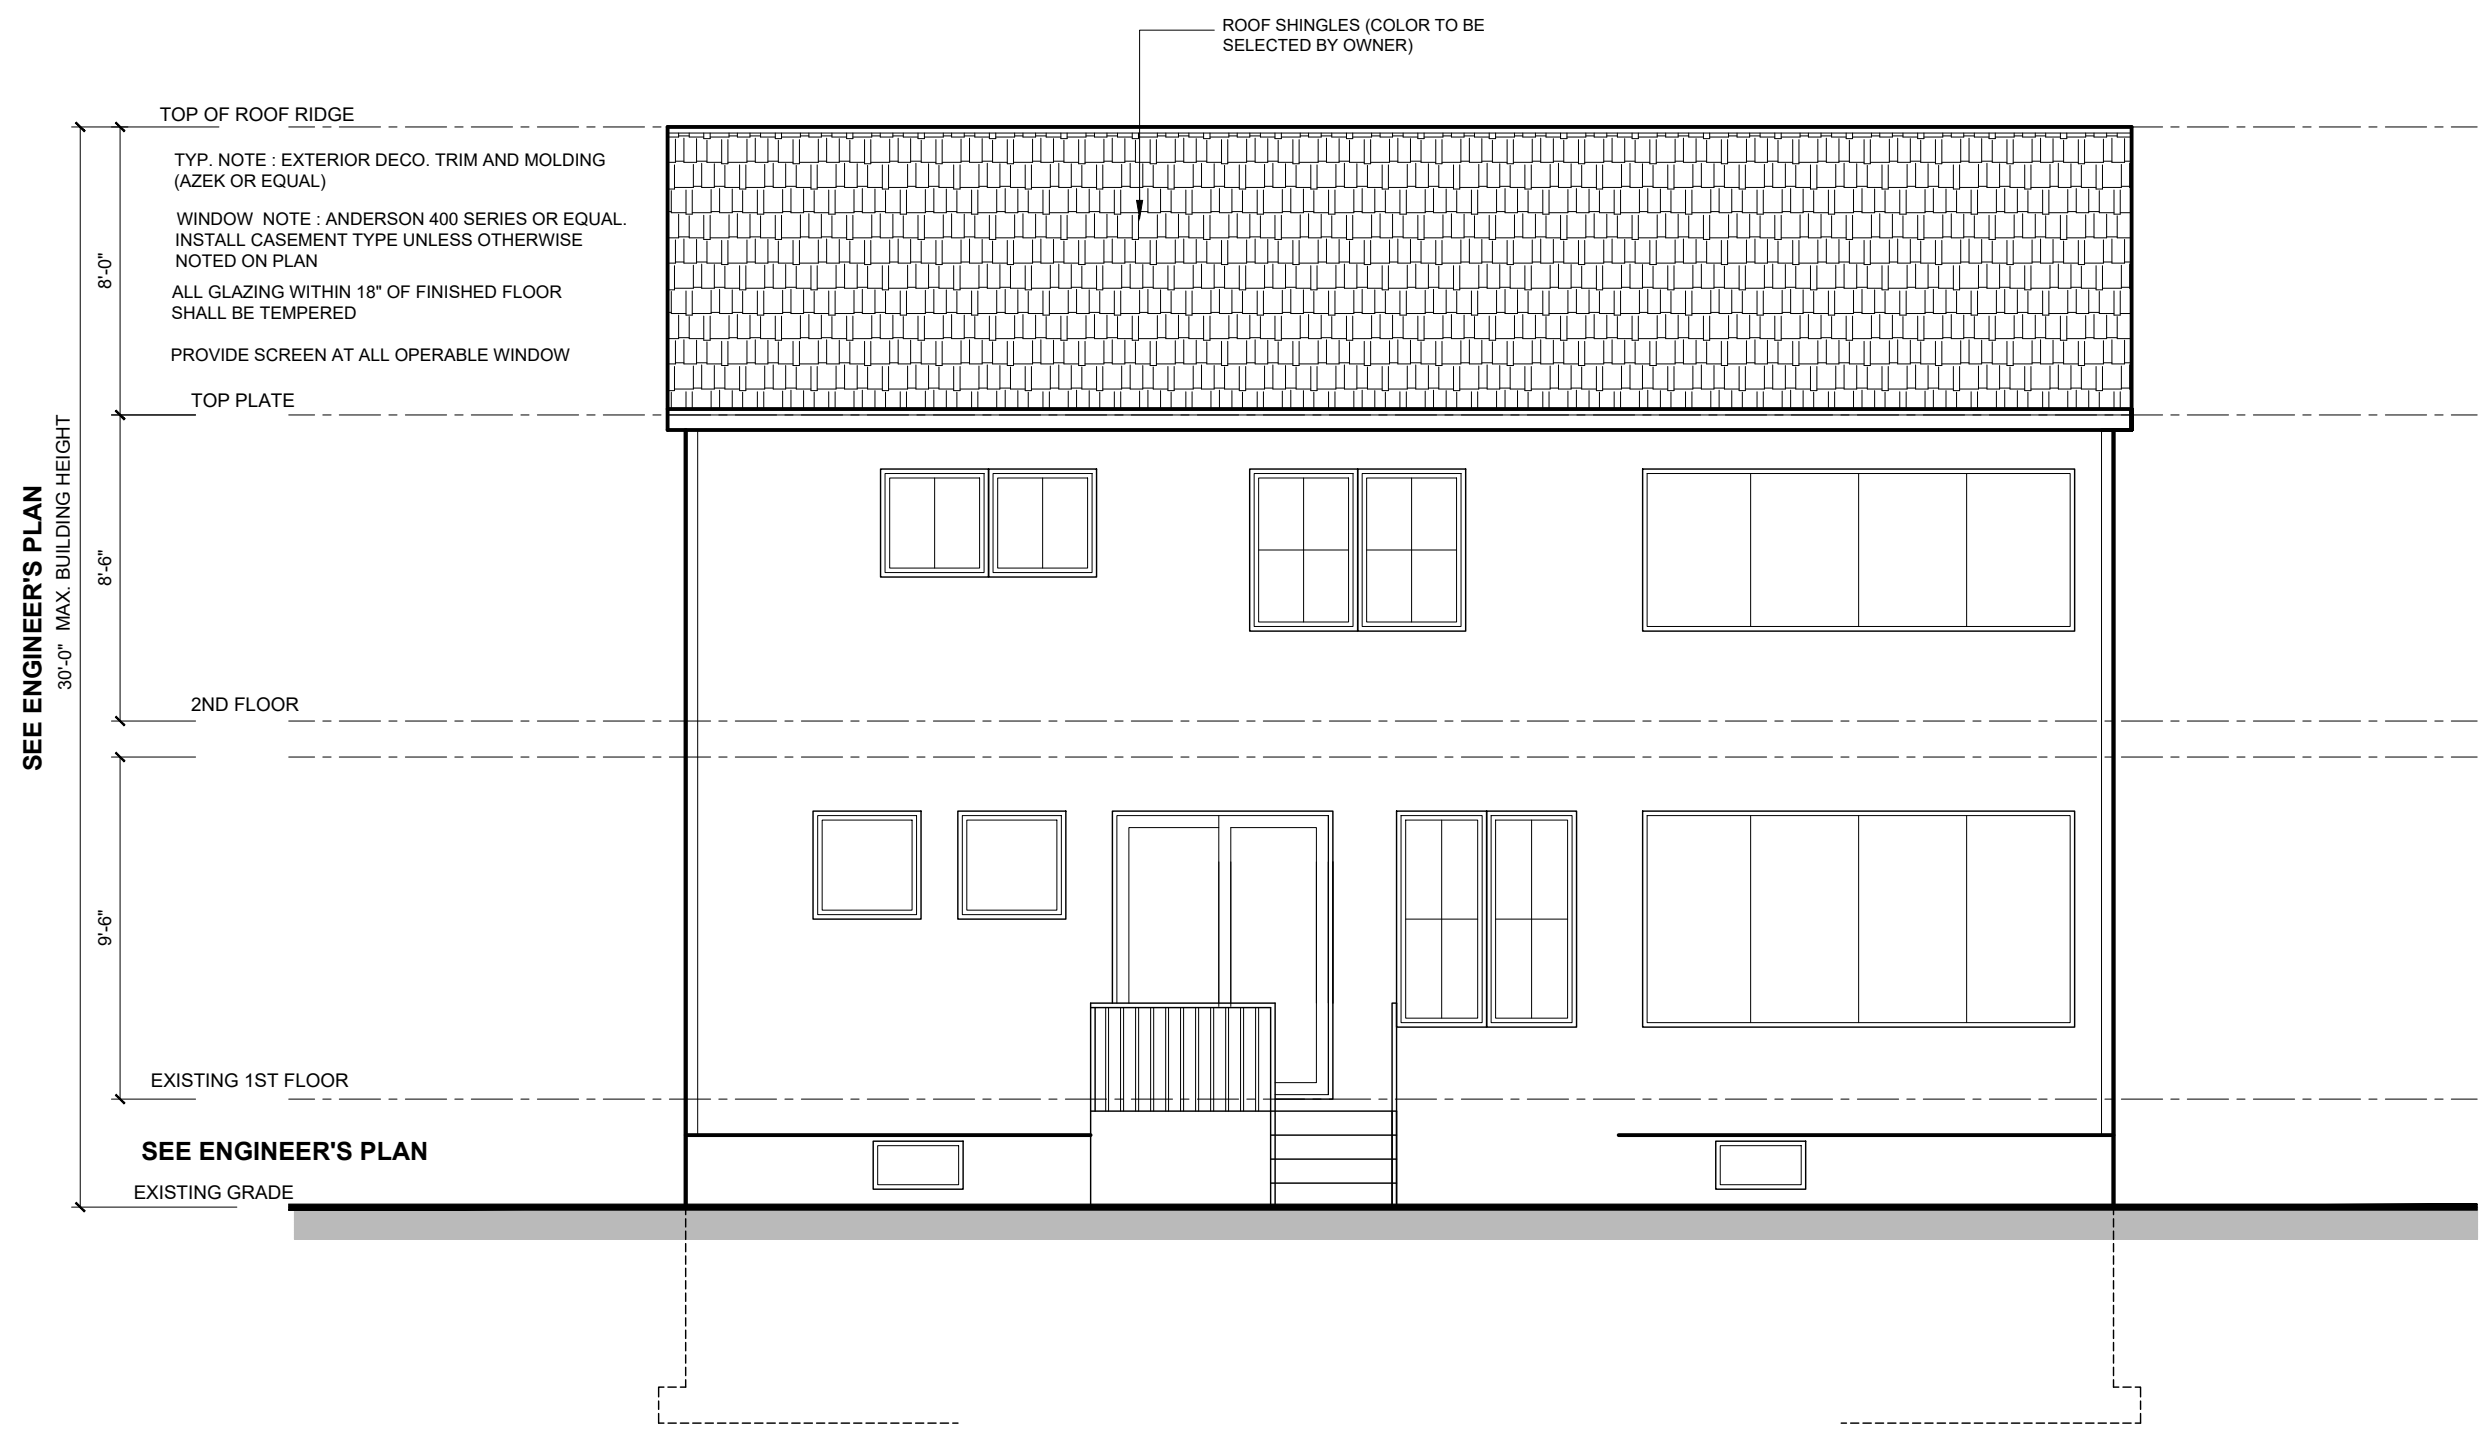 ROOF SHINGLES (COLOR TO BE
SELECTED BY OWNER)
TOP OF ROOF RIDGE
TYP. NOTE : EXTERIOR DECO. TRIM AND MOLDING
(AZEK OR EQUAL)
WINDOW NOTE : ANDERSON 400 SERIES OR EQUAL.
INSTALL CASEMENT TYPE UNLESS OTHERWISE
NOTED ON PLAN
8'-0"
ALL GLAZING WITHIN 18" OF FINISHED FLOOR
SHALL BE TEMPERED
PROVIDE SCREEN AT ALL OPERABLE WINDOW
TOP PLATE
SEE ENGINEER'S PLAN
30'-0" MAX. BUILDING HEIGHT
8'-6"
2ND FLOOR
9'-6"
EXISTING 1ST FLOOR
SEE ENGINEER'S PLAN
EXISTING GRADE